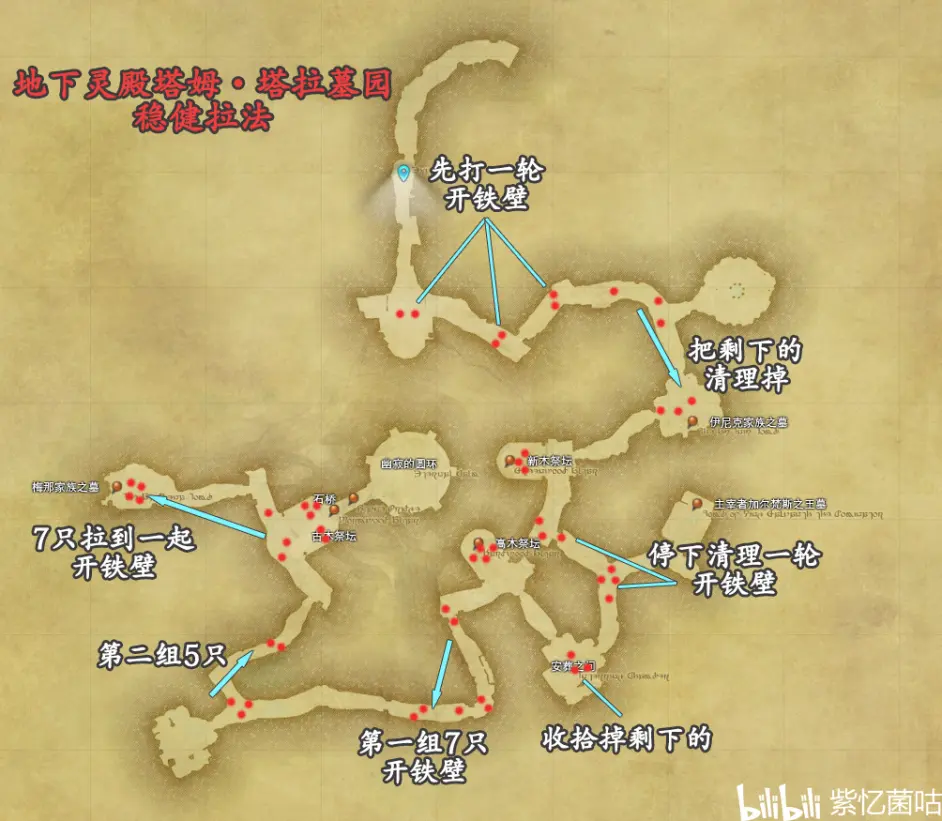 地下灵殿塔姆·塔拉墓园
稳健拉法
先打一轮
开铁壁
把剩下的
清理掉
伊尼克家族之墓
幽寂的圆环
新木祭坛
梅那家族之墓
石桥
主宰者加尔梵斯之王墓
古木祭坛
高木祭坛
7只拉到一起
开铁壁
停下清理一轮
开铁壁
第二组5只
安葬之间
第一组7只
开铁壁
收拾掉剩下的
bilibili 紫忆菌咕